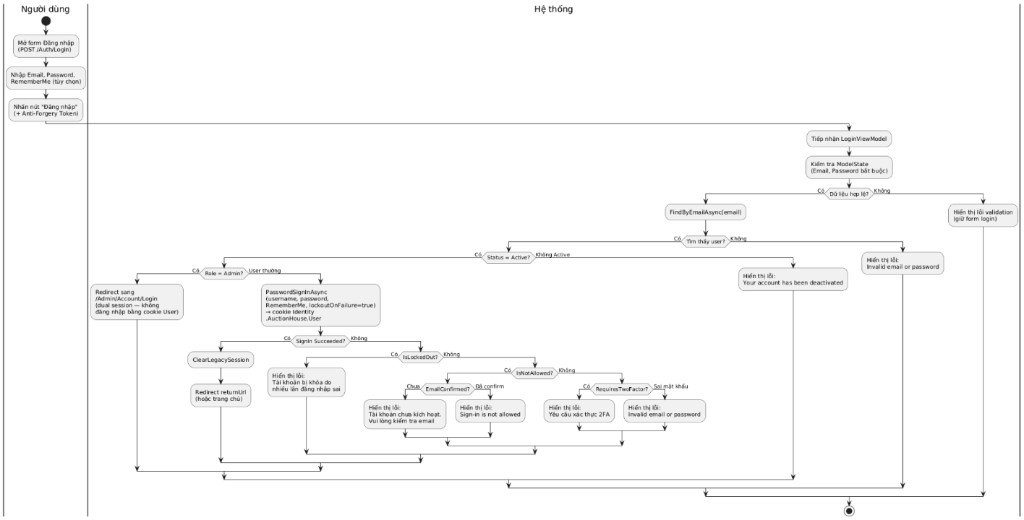 Người dùng
Hệ thống
Mở form Đăng nhập
(POST /Auth/Login)
Nhập Email, Password,
RememberMe (tùy chọn)
Nhấn nút "Đăng nhập"
(+ Anti-Forgery Token)
Tiếp nhận LoginViewModel
Kiểm tra ModelState
(Email, Password bắt buộc)
Có
Dữ liệu hợp lệ?
Không
FindByEmailAsync(email)
Hiển thị lỗi validation
(giữ form login)
Có
Tìm thấy user?
Không
Có
Status = Active?
Không Active
Hiển thị lỗi:
Invalid email or password
Có
Role = Admin?
User thường
Hiển thị lỗi:
Your account has been deactivated
Redirect sang
/Admin/Account/Login
(dual session — không
đăng nhập bằng cookie User)
PasswordSignInAsync
(username, password,
RememberMe, lockoutOnFailure=true)
→ cookie Identity
.AuctionHouse.User
Có
SignIn Succeeded?
Không
ClearLegacySession
Redirect returnUrl
(hoặc trang chủ)
Có
IsLockedOut?
Không
Hiển thị lỗi:
Tài khoản bị khóa do
nhiều lần đăng nhập sai
Có
IsNotAllowed?
Không
Chưa
EmailConfirmed?
Đã confirm
Hiển thị lỗi:
Tài khoản chưa kích hoạt.
Vui lòng kiểm tra email
Hiển thị lỗi:
Sign-in is not allowed
Có
RequiresTwoFactor?
Sai mật khẩu
Hiển thị lỗi:
Yêu cầu xác thực 2FA
Hiển thị lỗi:
Invalid email or password